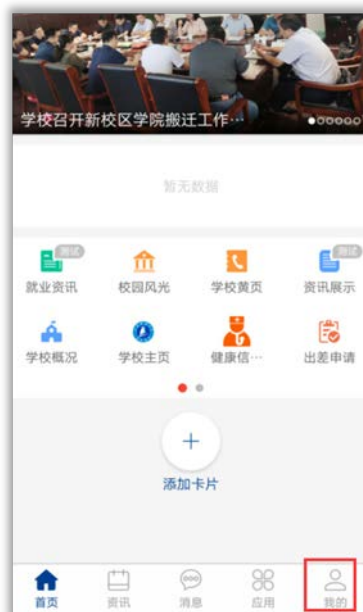 学校召开新校区学院搬迁工作…
暂无数据
测试 测试
就业资讯 校园风光 学校黄页 资讯展示
学校概况 学校主页 健康信… 出差申请
添加卡片
首页 资讯 消息 应用 我的